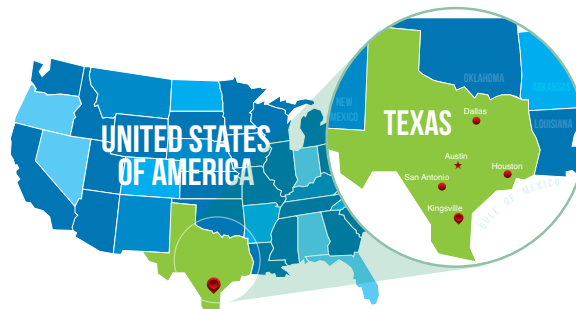 UNITED STATES
OF AMERICA
OKLAHOMA
ARKANSAS
NEW
MEXICO
TEXAS
Dallas
LOUISIANA
Austin
San Antonio
Houston
Kingsville
GULF OF MEXICO